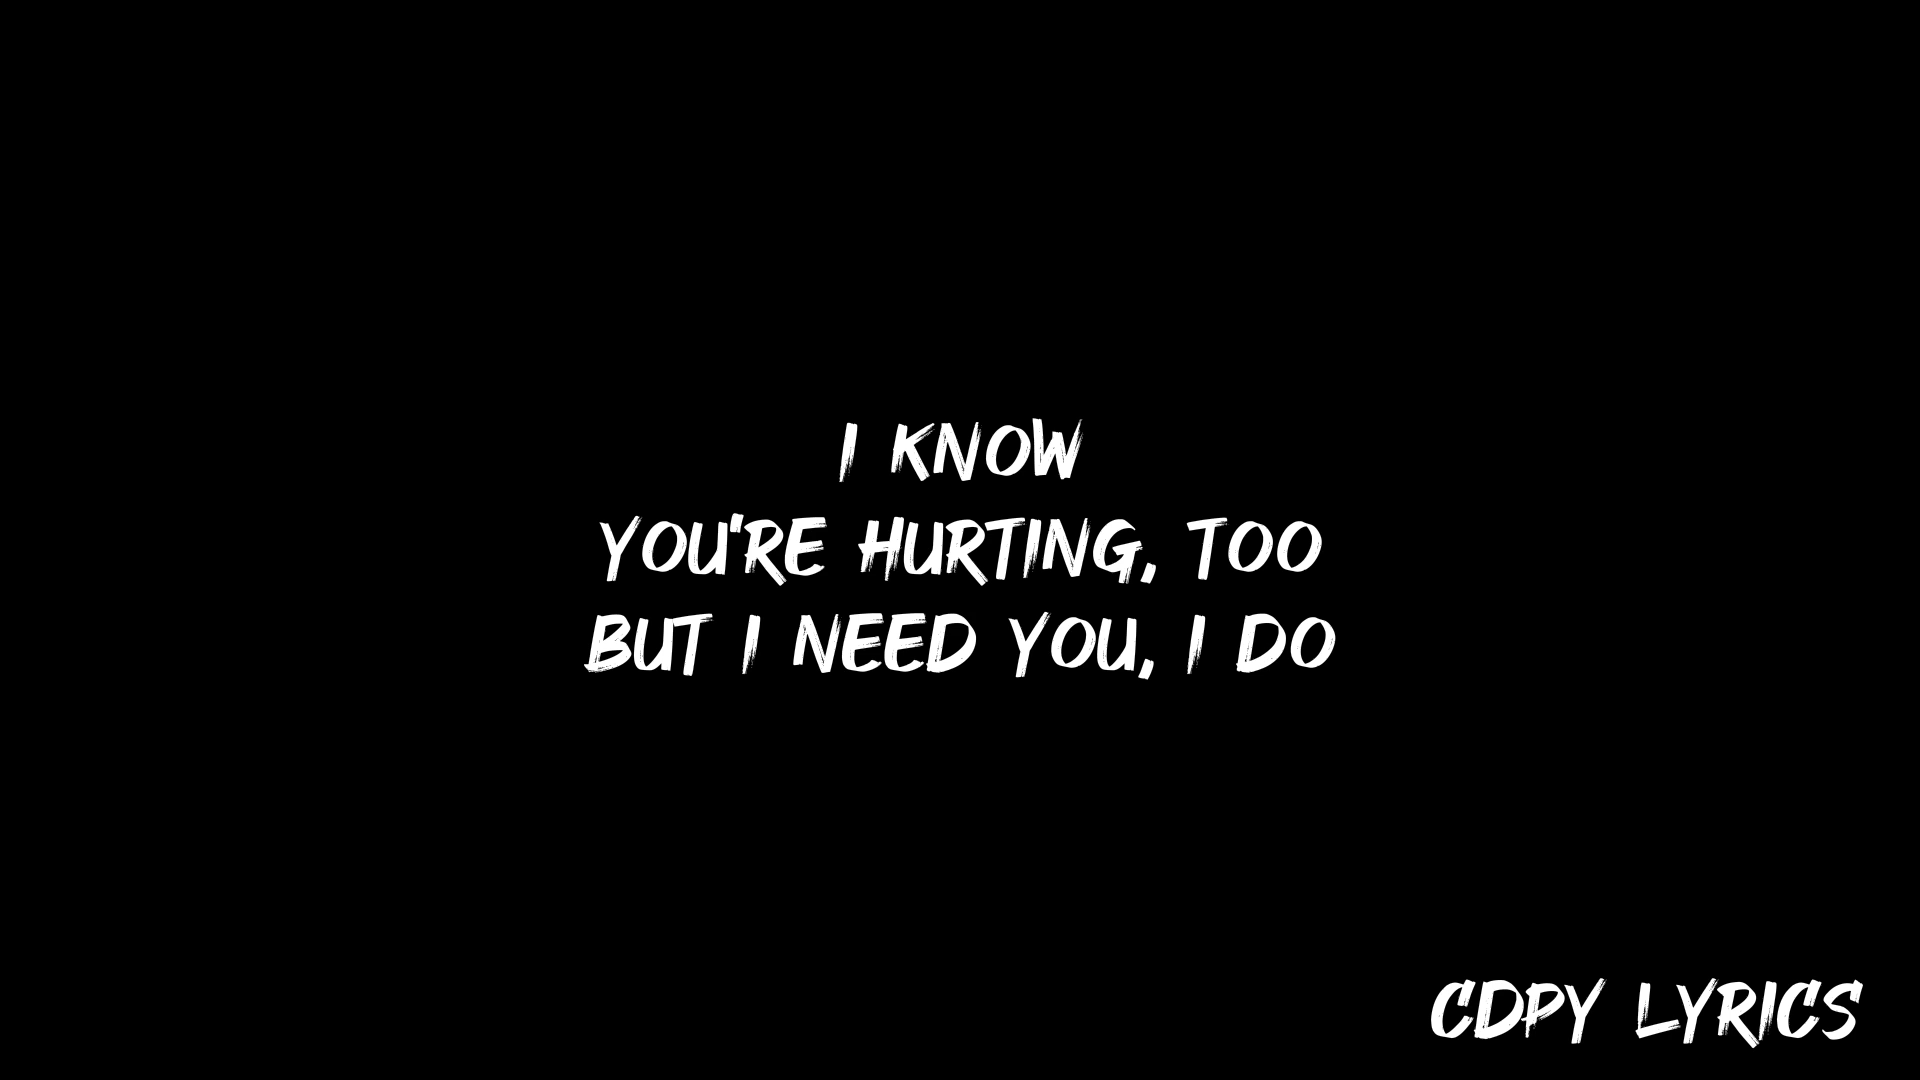 I KNOW
YOU'RE HURTING, TOO
BUT I NEED YOU, I DO
CDPY LYRICS